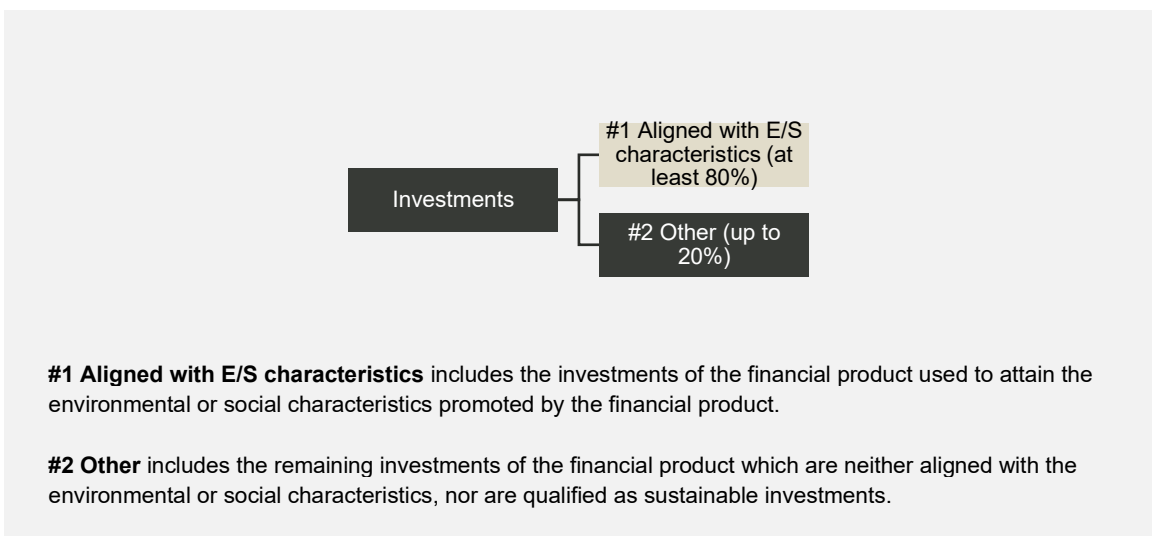 #1 Aligned with E/S
characteristics (at
least 80%)
Investments
#2 Other (up to
20%)
#1 Aligned with E/S characteristics includes the investments of the financial product used to attain the
environmental or social characteristics promoted by the financial product.
#2 Other includes the remaining investments of the financial product which are neither aligned with the
environmental or social characteristics, nor are qualified as sustainable investments.